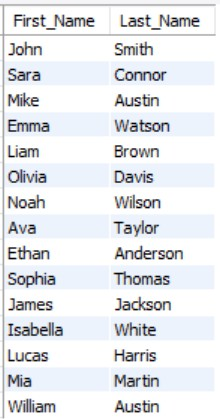 First_Name Last_Name
John Smith
Sara Connor
Mike Austin
Emma Watson
Liam Brown
Olivia Davis
Noah Wilson
Ava Taylor
Ethan Anderson
Sophia Thomas
James Jackson
Isabella White
Lucas Harris
Mia Martin
William Austin